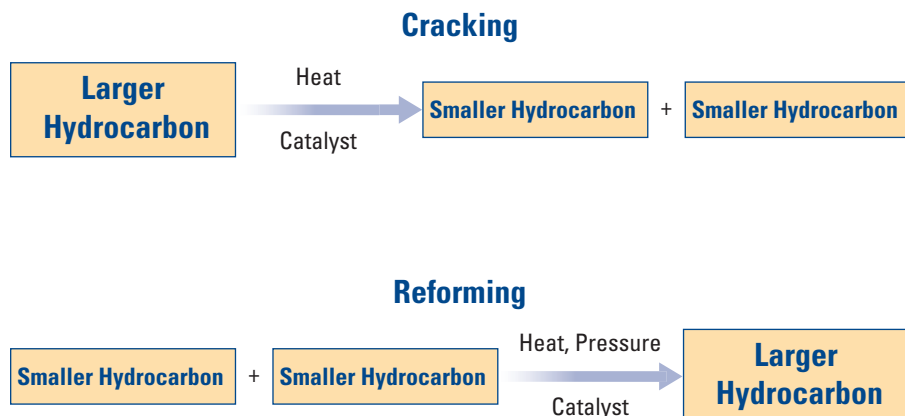 Cracking
Larger
Hydrocarbon
Heat
Catalyst
Smaller Hydrocarbon + Smaller Hydrocarbon
Reforming
Smaller Hydrocarbon + Smaller Hydrocarbon
Heat, Pressure
Catalyst
Larger
Hydrocarbon